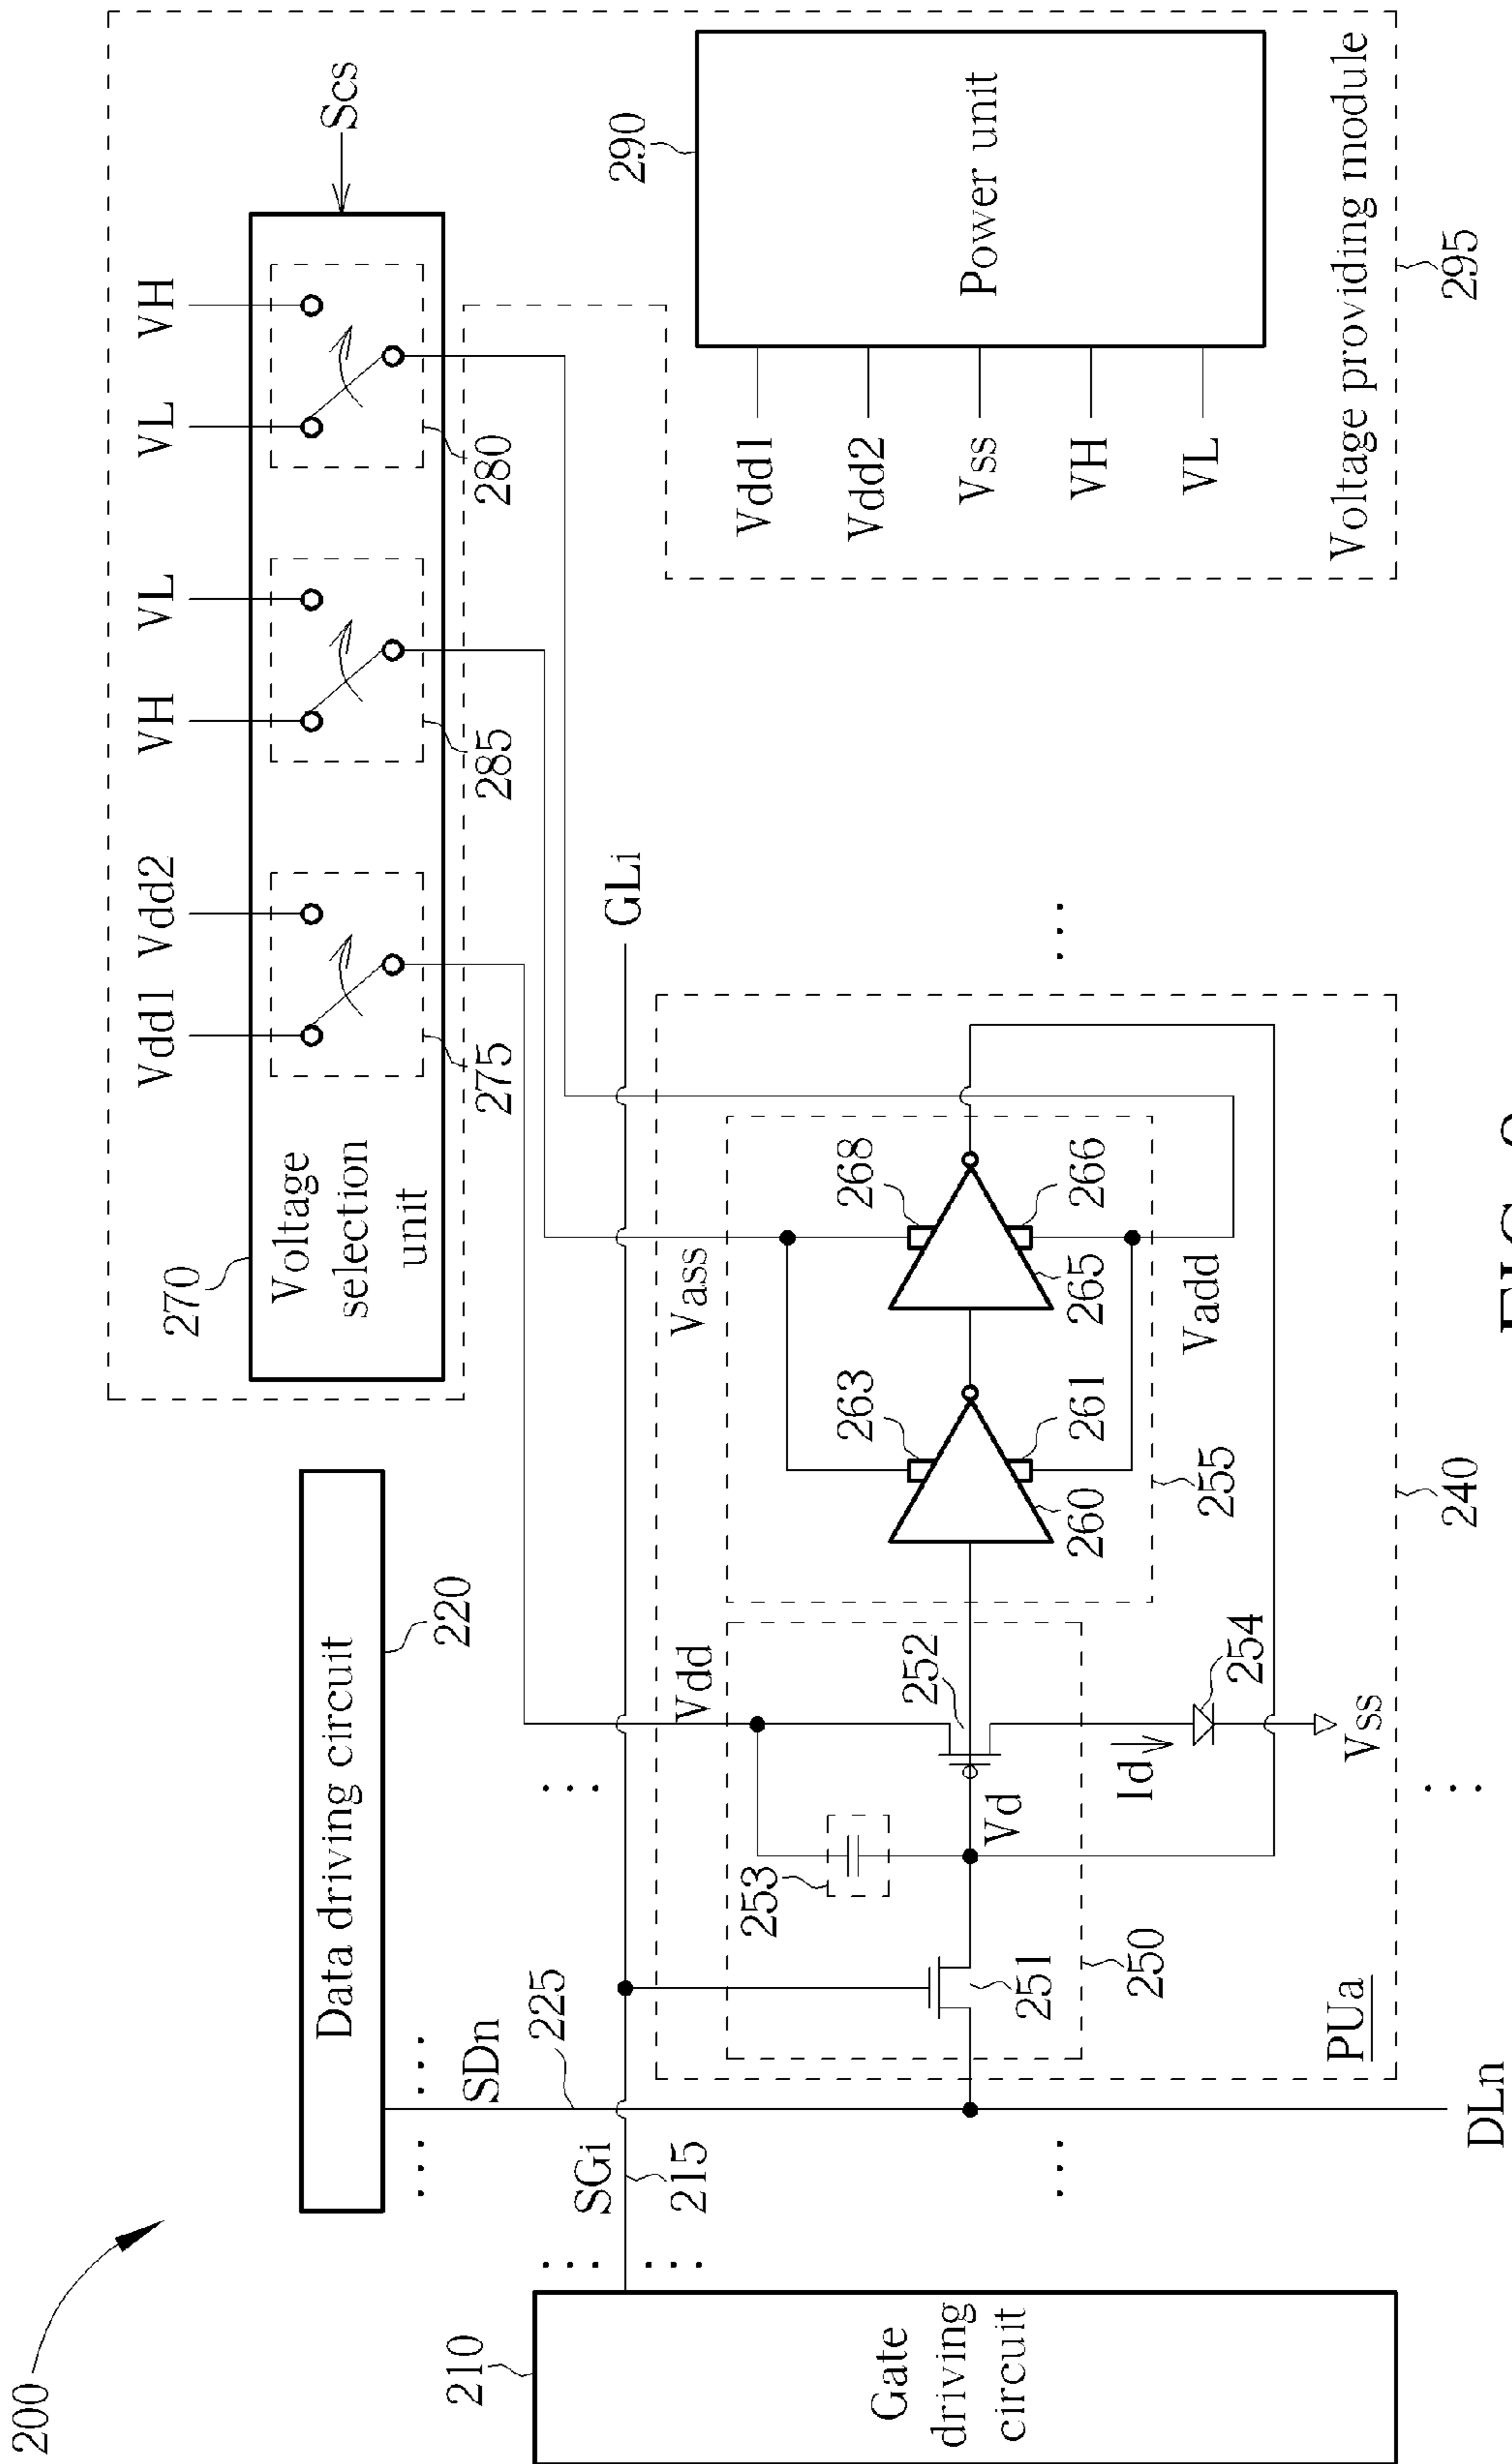 200
210
Gate
driving
circuit
Data driving circuit
220
SGi
215
SDn
225
DLn
GLi
270
Voltage
selection
unit
Vdd1
Vdd2
VH
VL
VL
VH
Scs
275
285
280
290
Power unit
Vdd1
Vdd2
Vss
VH
VL
Voltage providing module
295
Vdd
253
252
Vd
251
250
Id
254
Vss
PUa
Vass
263
268
261
266
260
265
Vadd
255
240